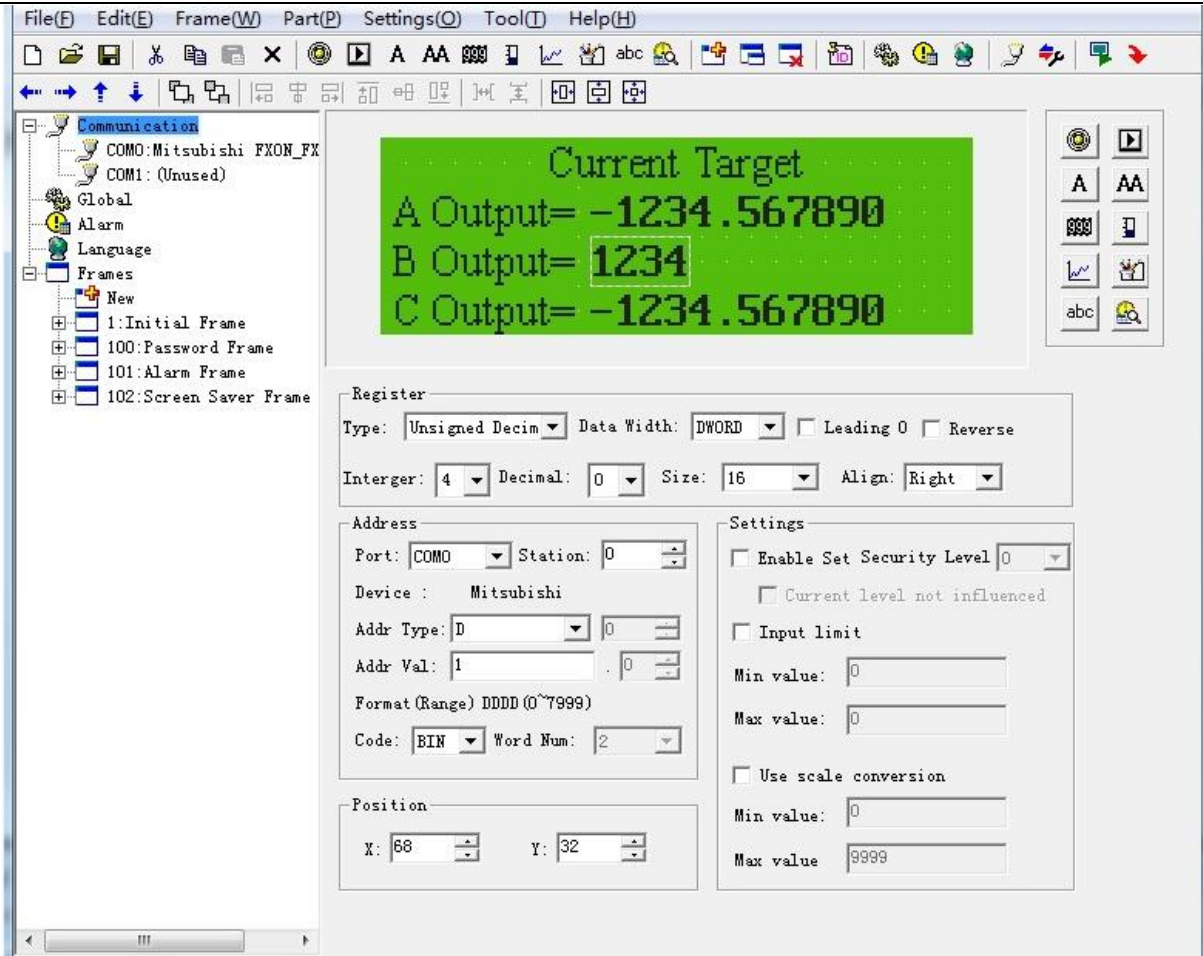 File(F) Edit(E) Frame(W) Part(P) Settings(O) Tool(T) Help(H)
A AA abc
ID
Communication
COM0:Mitsubishi FXON_FX
COM1:(Unused)
Global
Alarm
Language
Frames
New
1:Initial Frame
100:Password Frame
101:Alarm Frame
102:Screen Saver Frame
Current Target
A Output= -1234.567890
B Output= 1234
C Output= -1234.567890
A AA
abc
Register
Type: Unsigned Decim Data Width: DWORD Leading 0 Reverse
Interger: 4 Decimal: 0 Size: 16 Align: Right
Address
Port: COM0 Station: 0
Device : Mitsubishi
Addr Type: D 0
Addr Val: 1 . 0
Format(Range) DDDD(0~7999)
Code: BIN Word Num: 2
Position
X: 68 Y: 32
Settings
Enable Set Security Level 0
Current level not influenced
Input limit
Min value: 0
Max value: 0
Use scale conversion
Min value: 0
Max value 9999